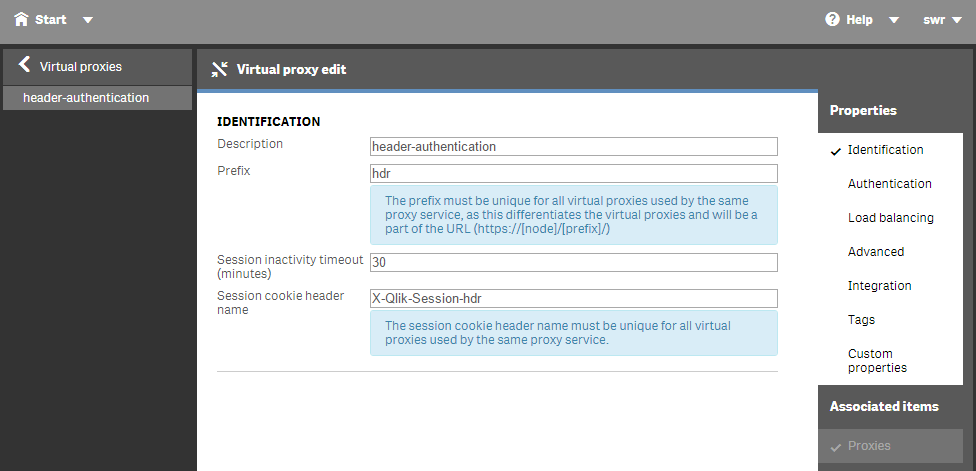 Start
Help
swr
Virtual proxies
header-authentication
Virtual proxy edit
IDENTIFICATION
Description
header-authentication
Prefix
hdr
The prefix must be unique for all virtual proxies used by the same
proxy service, as this differentiates the virtual proxies and will be a
part of the URL (https://[node]/[prefix]/)
Session inactivity timeout
(minutes)
30
Session cookie header
name
X-Qlik-Session-hdr
The session cookie header name must be unique for all virtual
proxies used by the same proxy service.
Properties
Identification
Authentication
Load balancing
Advanced
Integration
Tags
Custom
properties
Associated items
Proxies